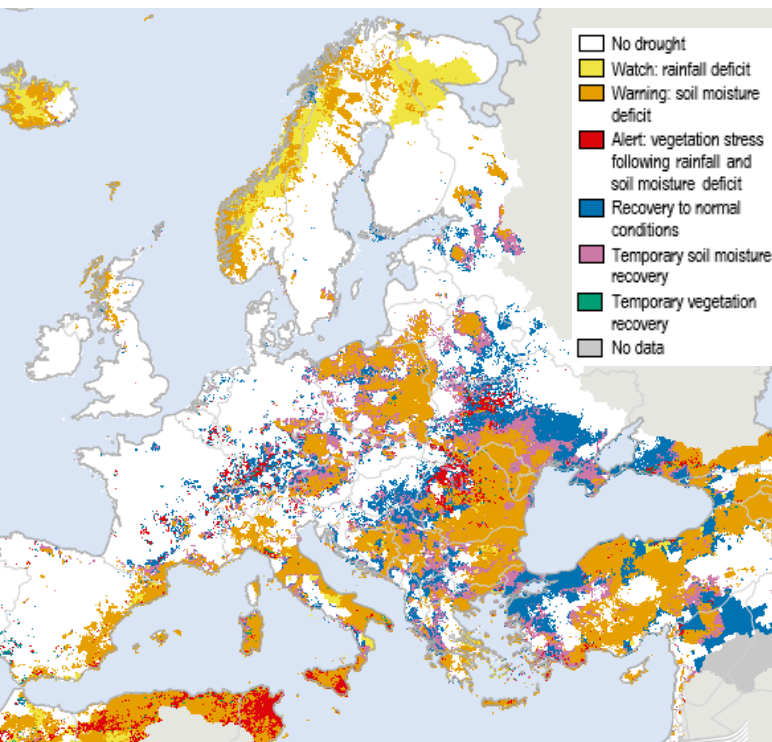 No drought
Watch: rainfall deficit
Warning: soil moisture
deficit
Alert: vegetation stress
following rainfall and
soil moisture deficit
Recovery to normal
conditions
Temporary soil moisture
recovery
Temporary vegetation
recovery
No data